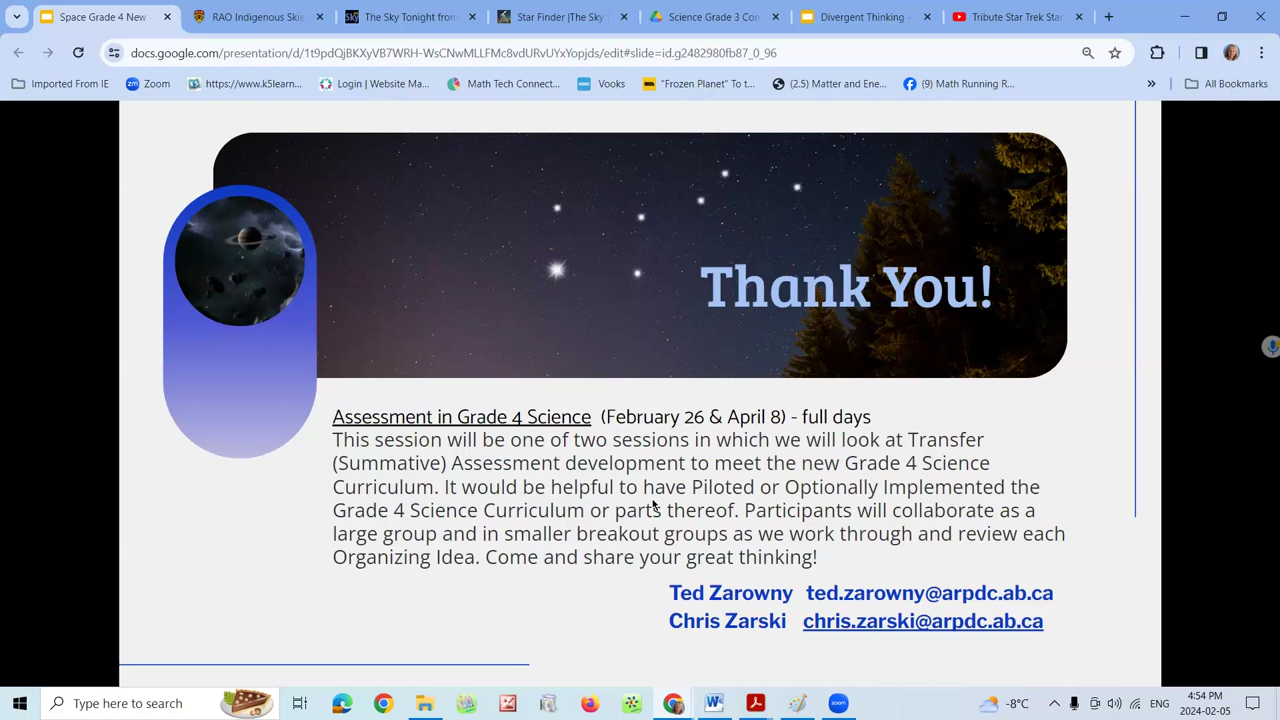 Space Grade 4 New
RAO Indigenous Skie
The Sky Tonight from
Star Finder |The Sky
Science Grade 3 Con
Divergent Thinking -
Tribute Star Trek Star
docs.google.com/presentation/d/1t9pdQjBKXyVB7WRH-WsCNwMLLFMc8vdURvUYxYopjds/edit#slide=id.g2482980fb87_0_96
Imported From IE
Zoom
https://www.k5learn...
Login | Website Ma...
Math Tech Connect...
Vooks
"Frozen Planet" To t...
(2.5) Matter and Ene...
(9) Math Running R...
All Bookmarks
Thank You!
Assessment in Grade 4 Science (February 26 & April 8) - full days
This session will be one of two sessions in which we will look at Transfer
(Summative) Assessment development to meet the new Grade 4 Science
Curriculum. It would be helpful to have Piloted or Optionally Implemented the
Grade 4 Science Curriculum or parts thereof. Participants will collaborate as a
large group and in smaller breakout groups as we work through and review each
Organizing Idea. Come and share your great thinking!
Ted Zarowny ted.zarowny@arpdc.ab.ca
Chris Zarski chris.zarski@arpdc.ab.ca
Type here to search
-8°C
ENG
4:54 PM
2024-02-05